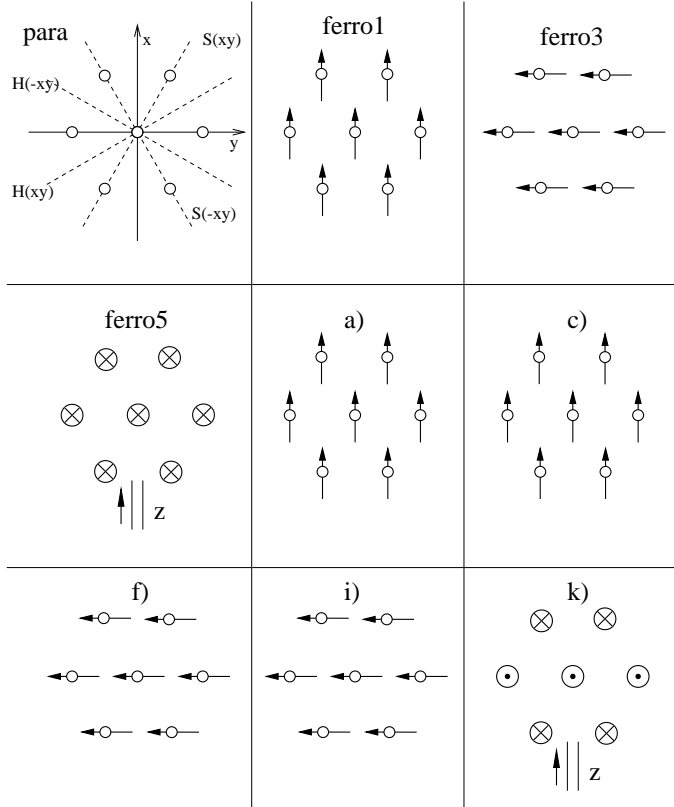 para
x
S(xy)
H(-xy)
y
H(xy)
S(-xy)
ferro1
ferro3
ferro5
z
a)
c)
f)
i)
k)
z